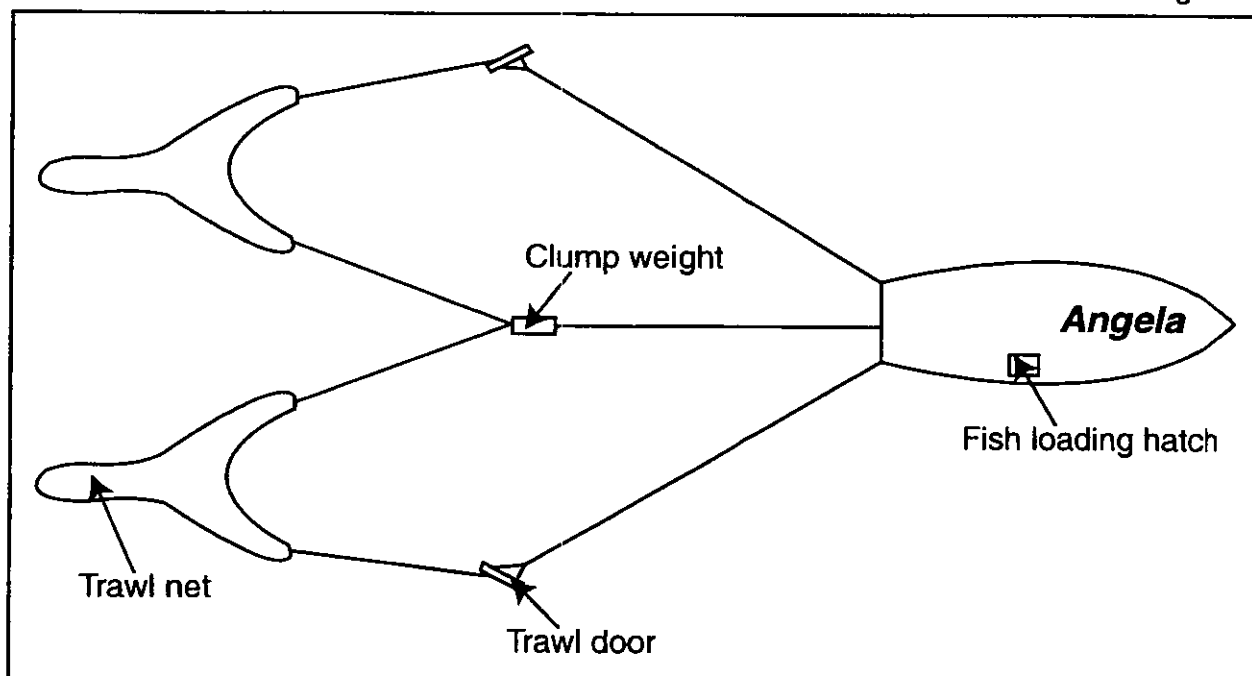 Clump weight
Angela
Fish loading hatch
Trawl net
Trawl door